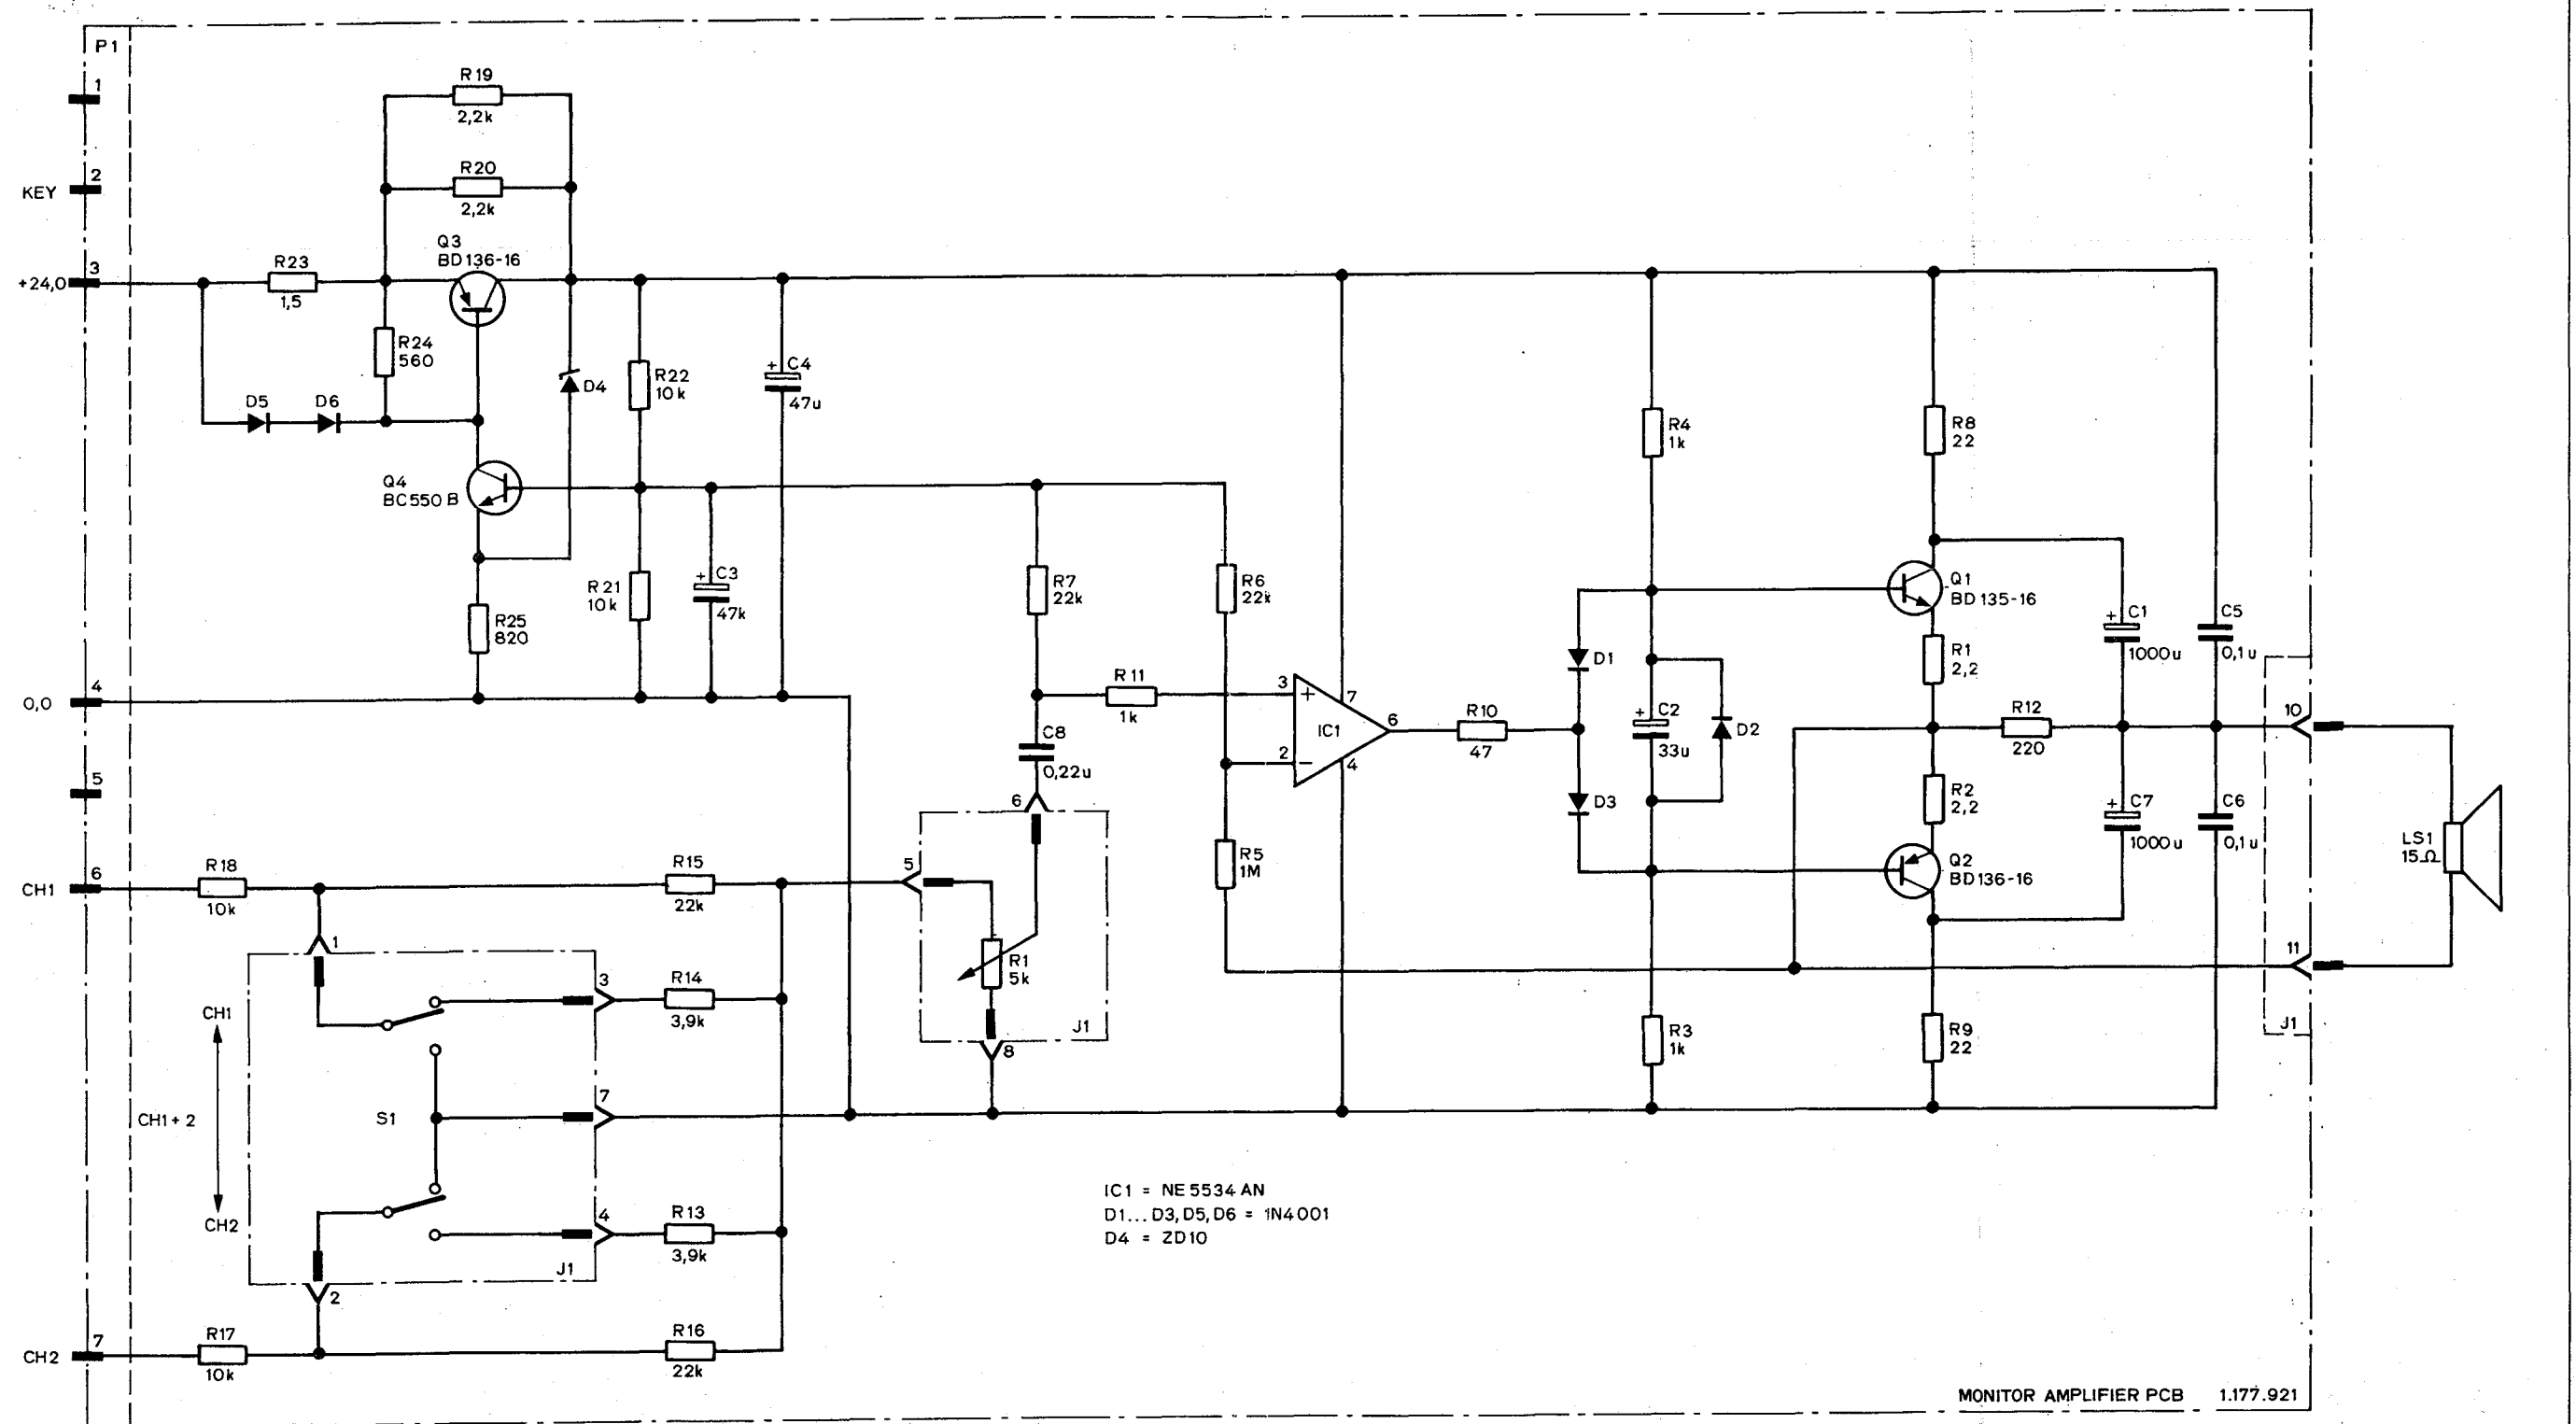 P1
1
R19
2,2k
KEY
2
R20
2,2k
Q3
BD136-16
+24,0
3
R23
1,5
R24
560
D5
D6
D4
R22
10k
C4
+
47u
Q4
BC550 B
R25
820
R21
10k
C3
+
47k
R7
22k
R6
22k
0,0
4
5
R11
1k
C8
0,22u
3
+
2
-
IC1
7
4
6
R10
47
R5
1M
D1
D3
R4
1k
C2
+
33u
D2
R3
1k
R8
22
Q1
BD135-16
R1
2,2
R12
220
R2
2,2
Q2
BD136-16
R9
22
C1
+
1000u
C5
0,1u
C7
+
1000u
C6
0,1u
10
11
J1
LS1
15Ω
CH1
6
R18
10k
R15
22k
5
6
R1
5k
J1
8
1
3
R14
3,9k
CH1
CH1+2
CH2
S1
7
4
R13
3,9k
J1
2
CH2
7
R17
10k
R16
22k
IC1 = NE5534AN
D1...D3,D5,D6 = 1N4001
D4 = ZD10
MONITOR AMPLIFIER PCB 1.177.921